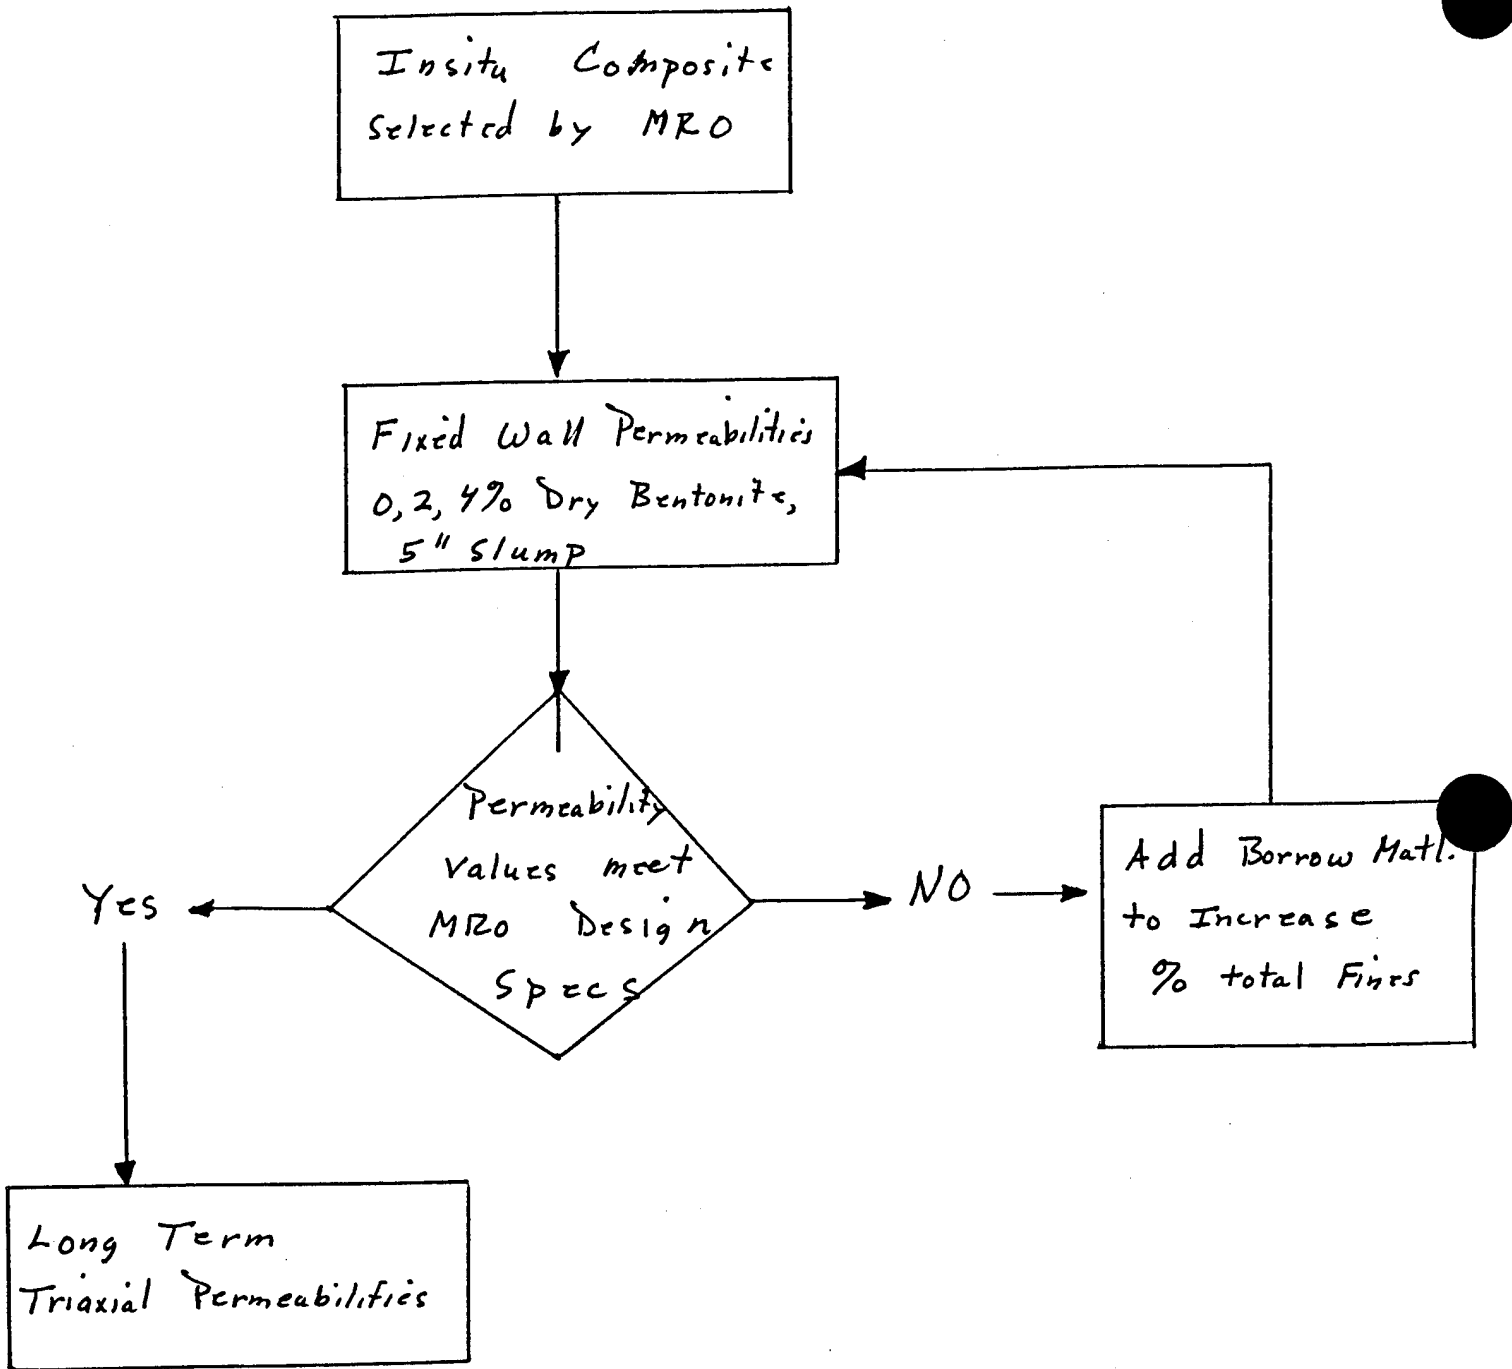 Insitu Composite
Selected by MRO
Fixed Wall Permeabilities
0, 2, 4% Dry Bentonite,
5" Slump
Permeability
Values meet
MRO Design
Specs
Yes
NO
Add Borrow Matl.
to Increase
% total Fines
Long Term
Triaxial Permeabilities